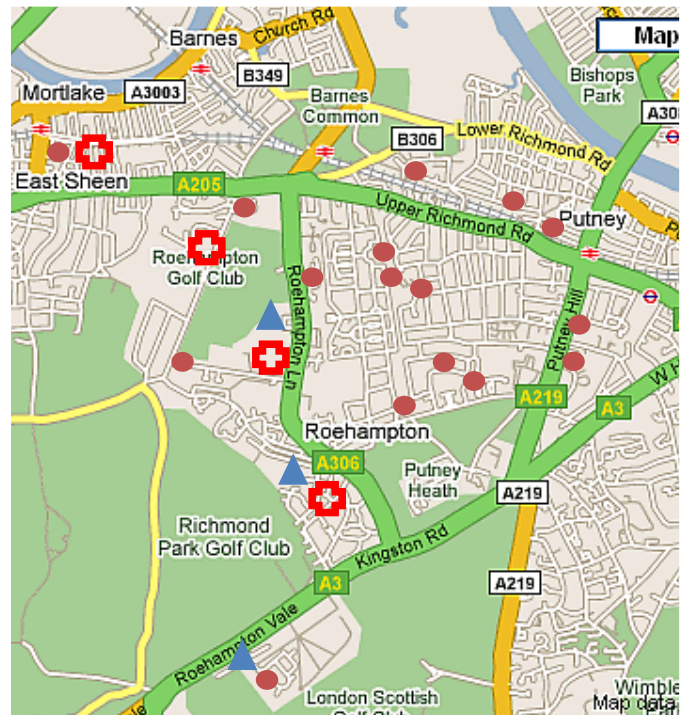 Church Rd
Barnes
Map
B349
Mortlake
A3003
Bishops
Park
Barnes
Common
B306
Lower Richmond Rd
East Sheen
A205
Upper Richmond Rd
Putney
Roehampton
Golf Club
Roehampton Ln
Putney Hill
A219
A3
Roehampton
A306
Putney
Heath
A219
Richmond
Park Golf Club
Kingston Rd
A3
A219
Roehampton Vale
London Scottish
Golf Club
Map data